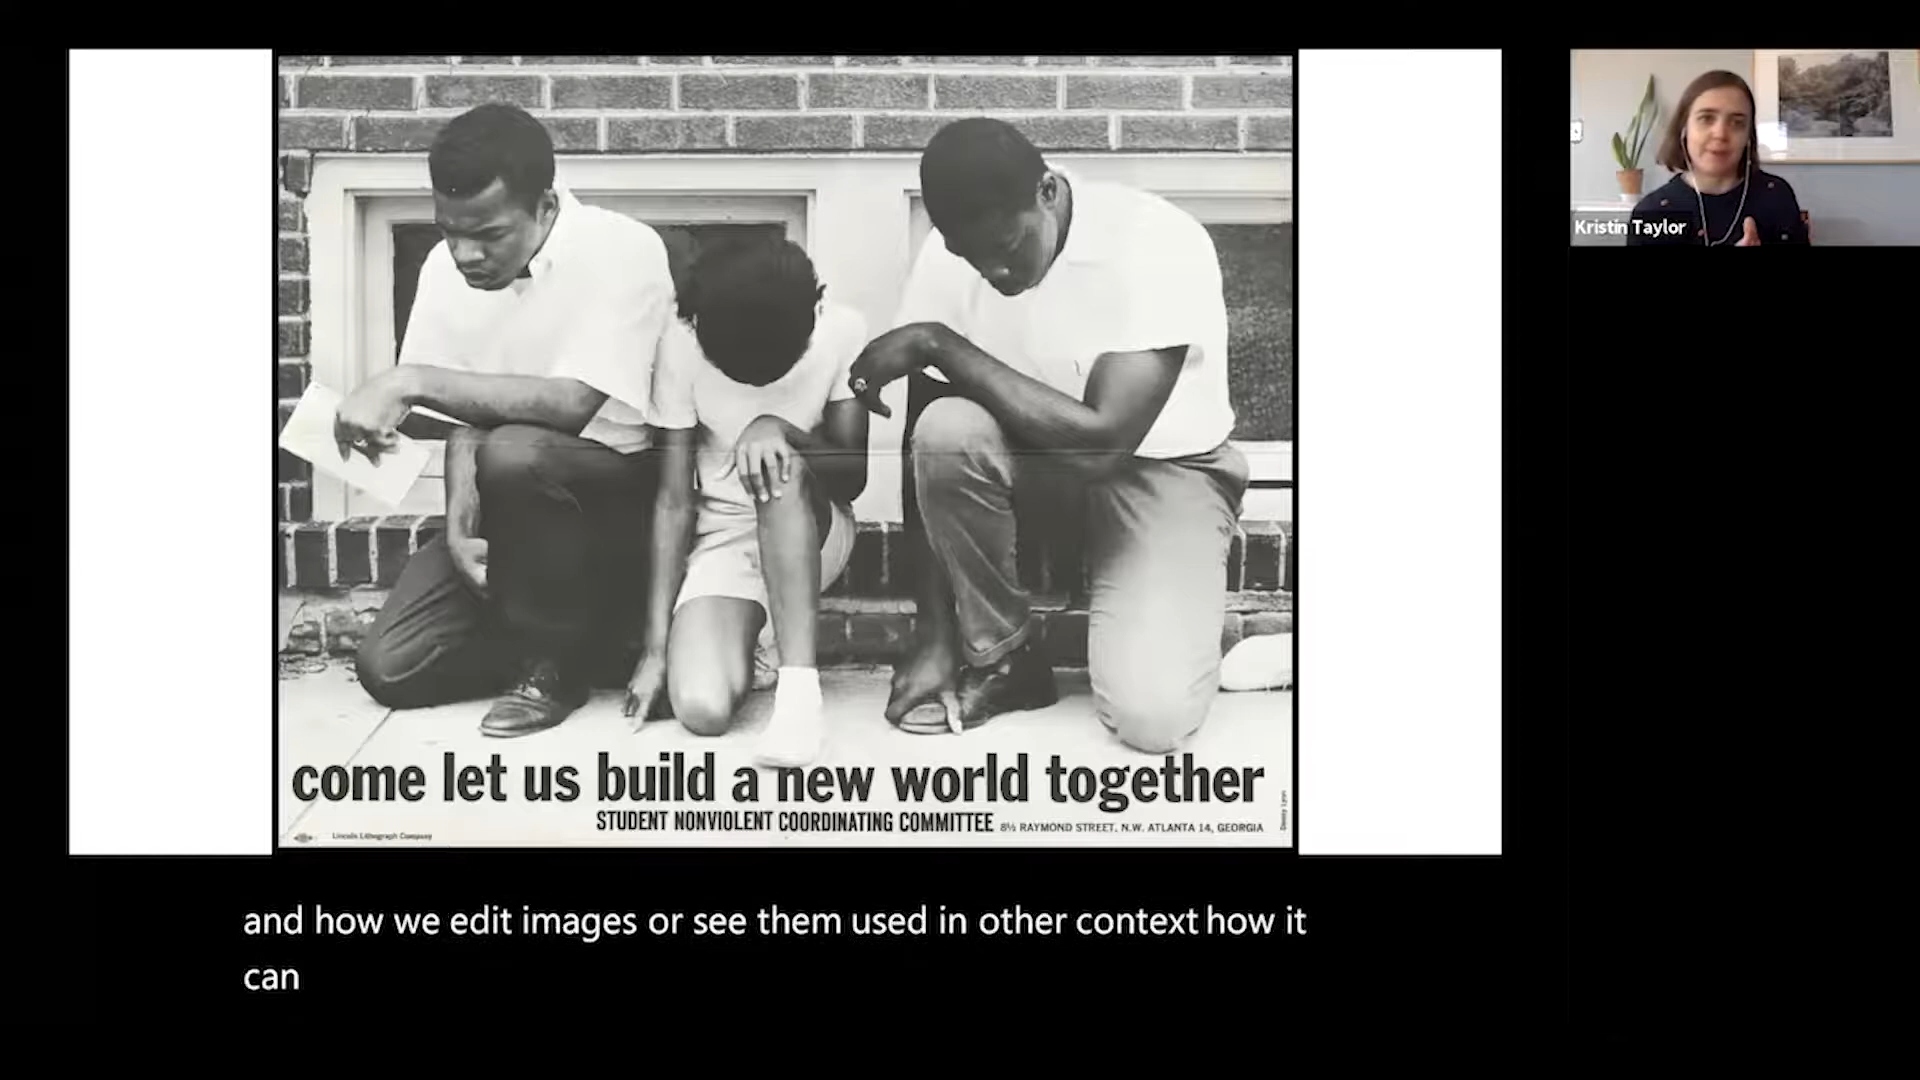 Kristin Taylor
come let us build a new world together
STUDENT NONVIOLENT COORDINATING COMMITTEE 8½ RAYMOND STREET, N.W. ATLANTA 14, GEORGIA
Lincoln Lithograph Company
Danny Lyon
and how we edit images or see them used in other context how it
can